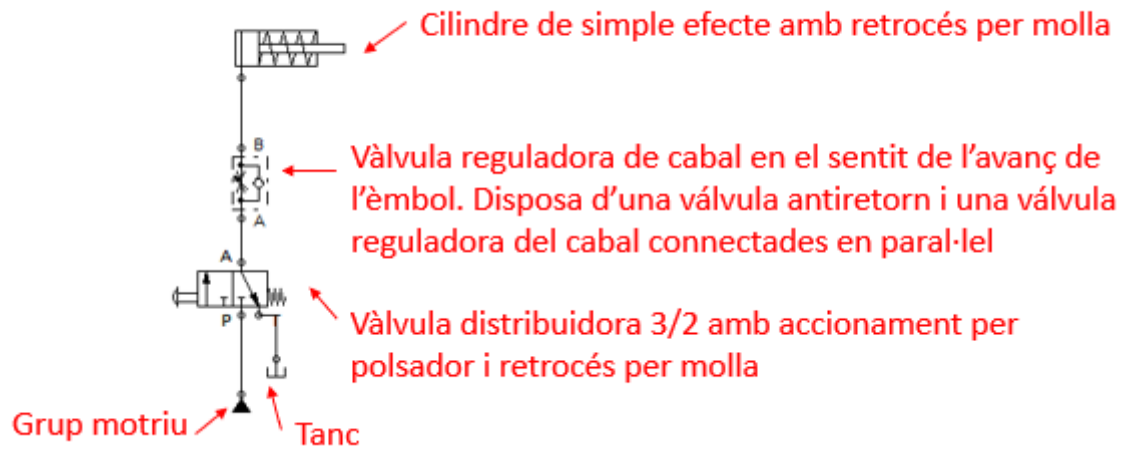 Cilindre de simple efecte amb retrocés per molla
B
Vàlvula reguladora de cabal en el sentit de l'avanç de
l'èmbol. Disposa d'una válvula antiretorn i una válvula
reguladora del cabal connectades en paral·lel
A
A
P
T
Vàlvula distribuidora 3/2 amb accionament per
polsador i retrocés per molla
Grup motriu
Tanc